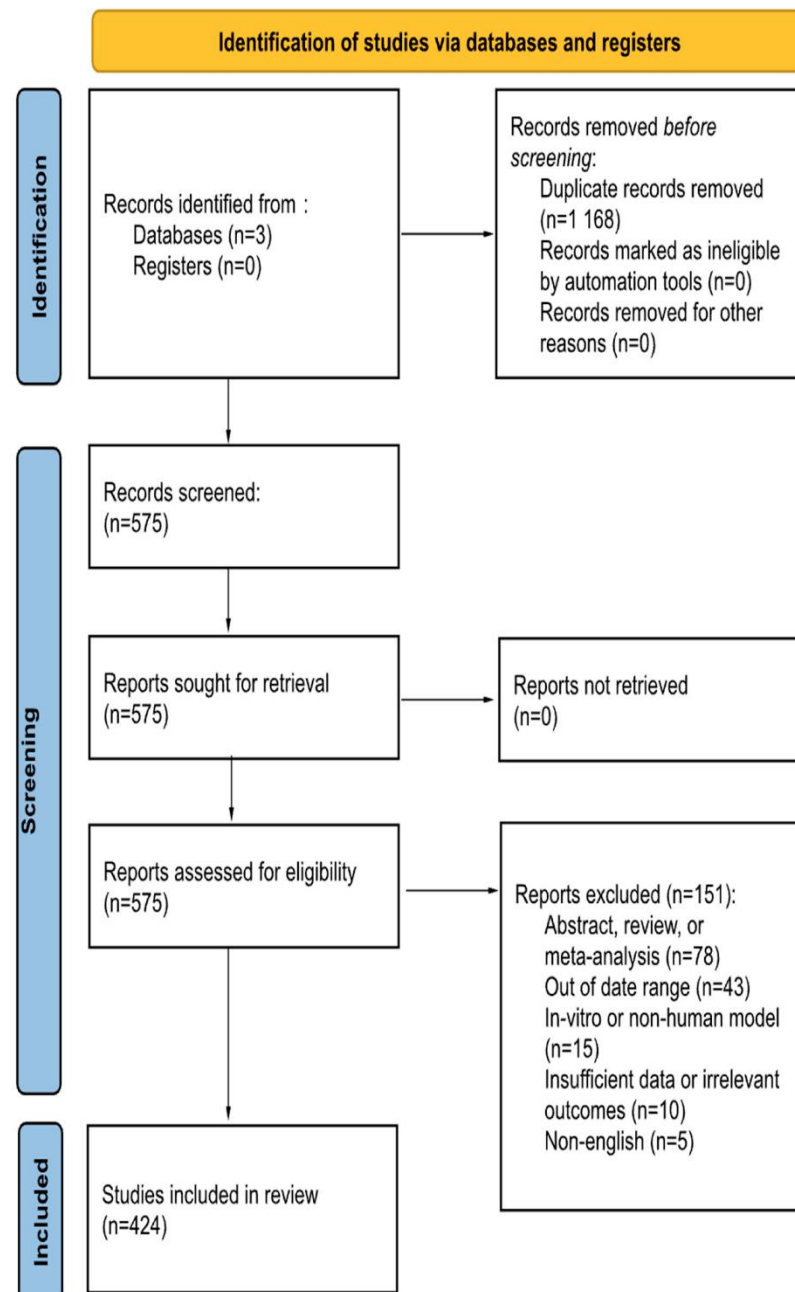 Identification of studies via databases and registers
Identification
Records identified from :
Databases (n=3)
Registers (n=0)
Records removed before
screening:
Duplicate records removed
(n=1 168)
Records marked as ineligible
by automation tools (n=0)
Records removed for other
reasons (n=0)
Screening
Records screened:
(n=575)
Reports sought for retrieval
(n=575)
Reports not retrieved
(n=0)
Reports assessed for eligibility
(n=575)
Reports excluded (n=151):
Abstract, review, or
meta-analysis (n=78)
Out of date range (n=43)
In-vitro or non-human model
(n=15)
Insufficient data or irrelevant
outcomes (n=10)
Non-english (n=5)
Included
Studies included in review
(n=424)